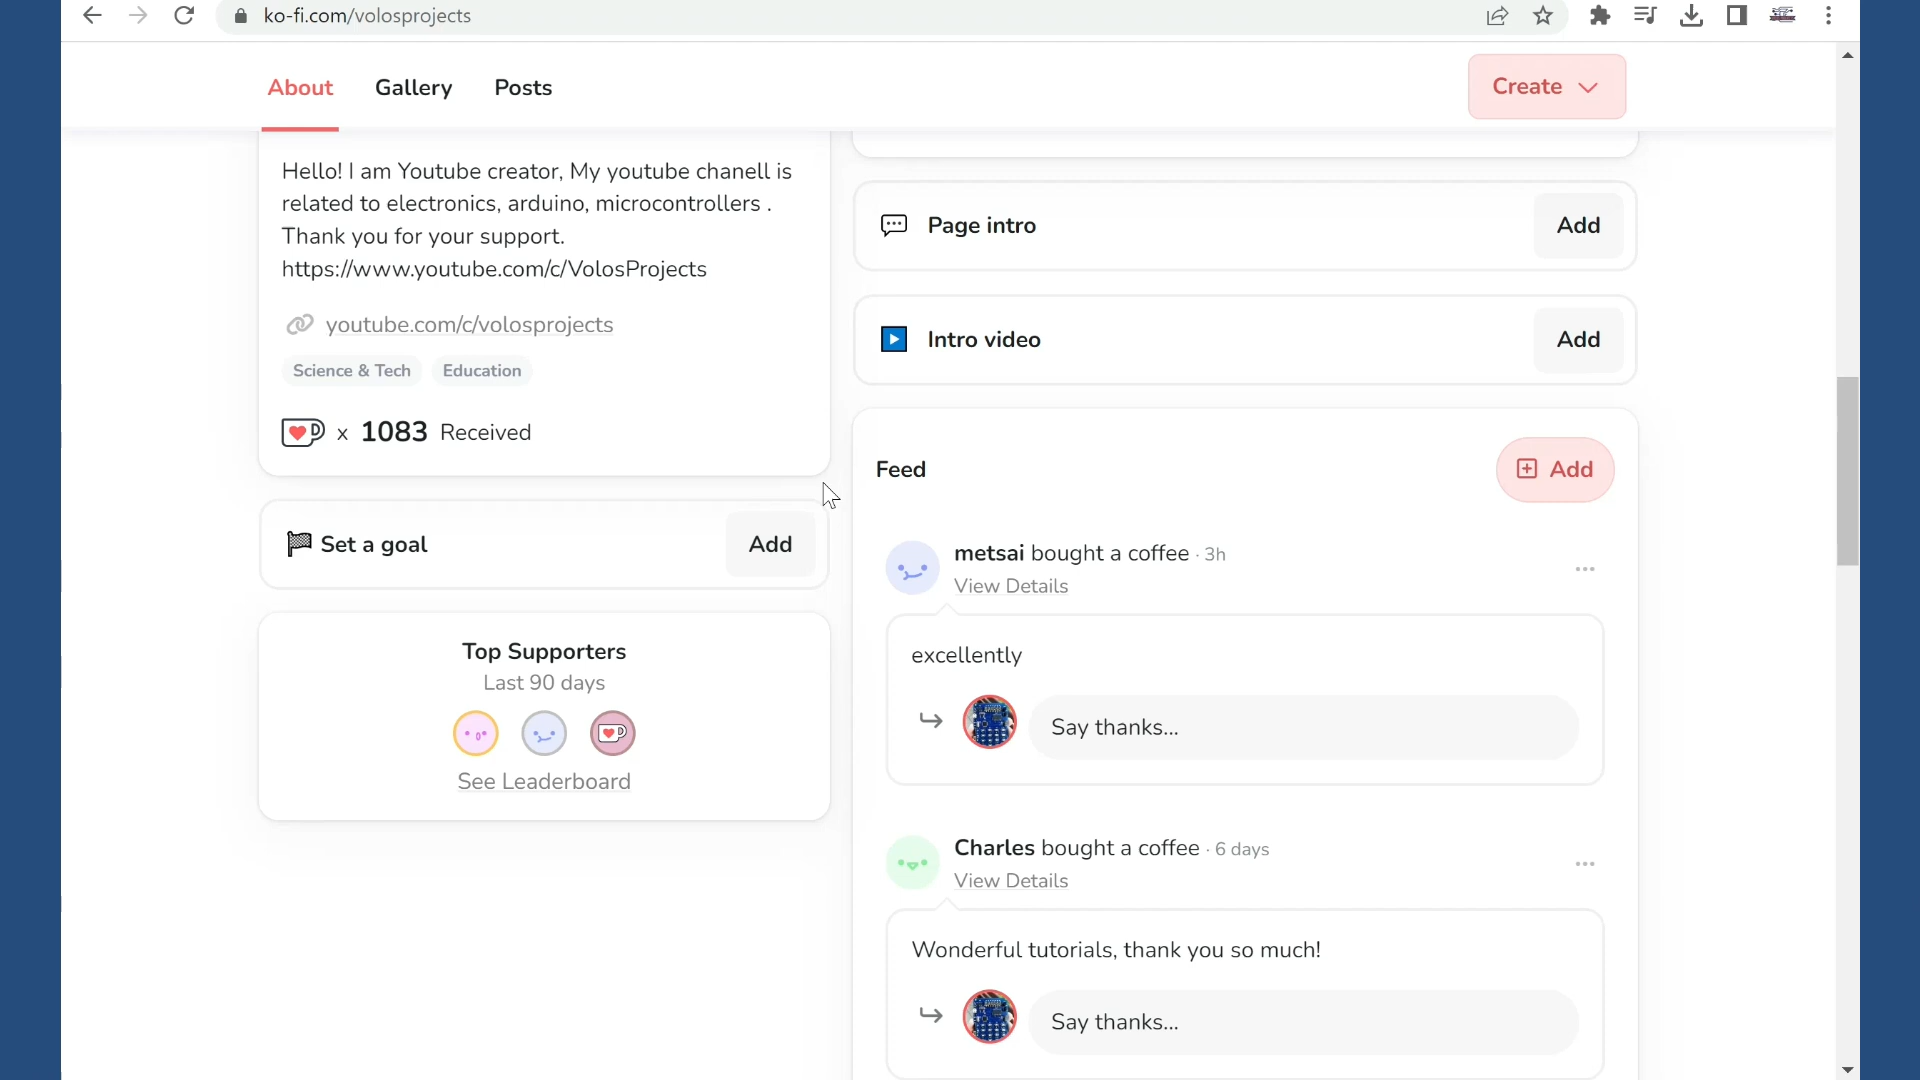 ko-fi.com/volosprojects
About
Gallery
Posts
Create
Hello! I am Youtube creator, My youtube chanell is
related to electronics, arduino, microcontrollers .
Thank you for your support.
https://www.youtube.com/c/VolosProjects
youtube.com/c/volosprojects
Science & Tech
Education
x 1083 Received
Set a goal
Add
Top Supporters
Last 90 days
See Leaderboard
Page intro
Add
Intro video
Add
Feed
Add
metsai bought a coffee · 3h
View Details
excellently
Say thanks...
Charles bought a coffee · 6 days
View Details
Wonderful tutorials, thank you so much!
Say thanks...